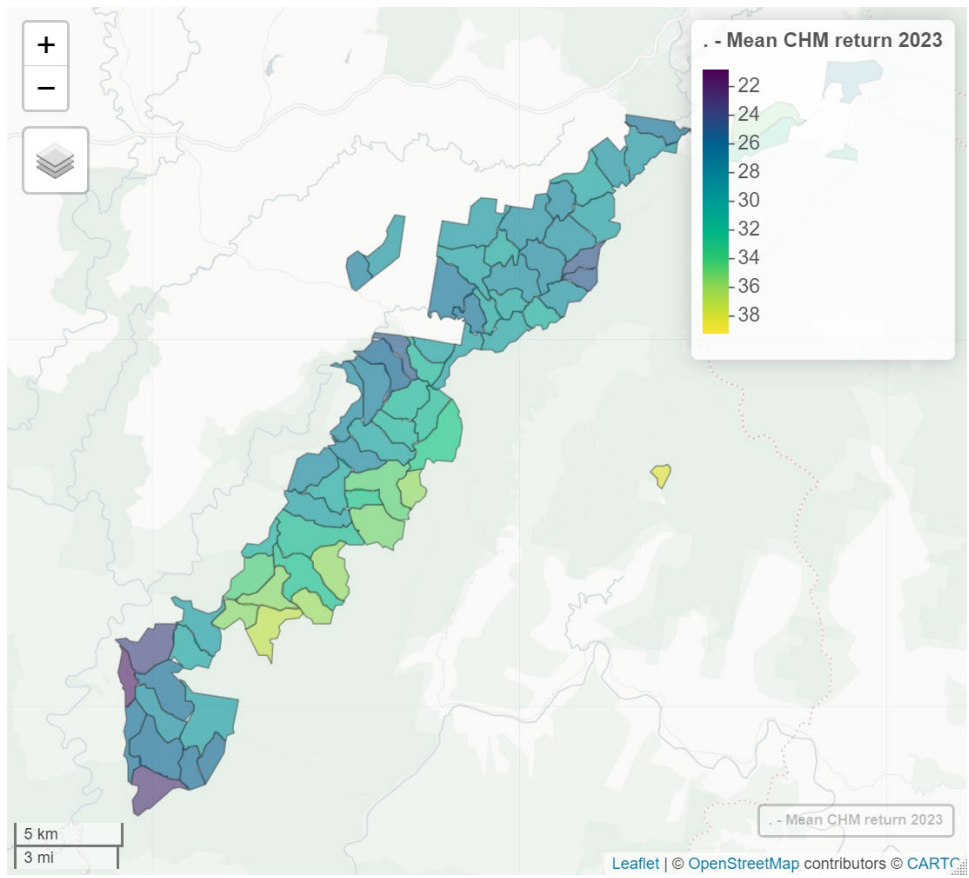 +
−
. - Mean CHM return 2023
22
24
26
28
30
32
34
36
38
. - Mean CHM return 2023
5 km
3 mi
Leaflet | © OpenStreetMap contributors © CARTO